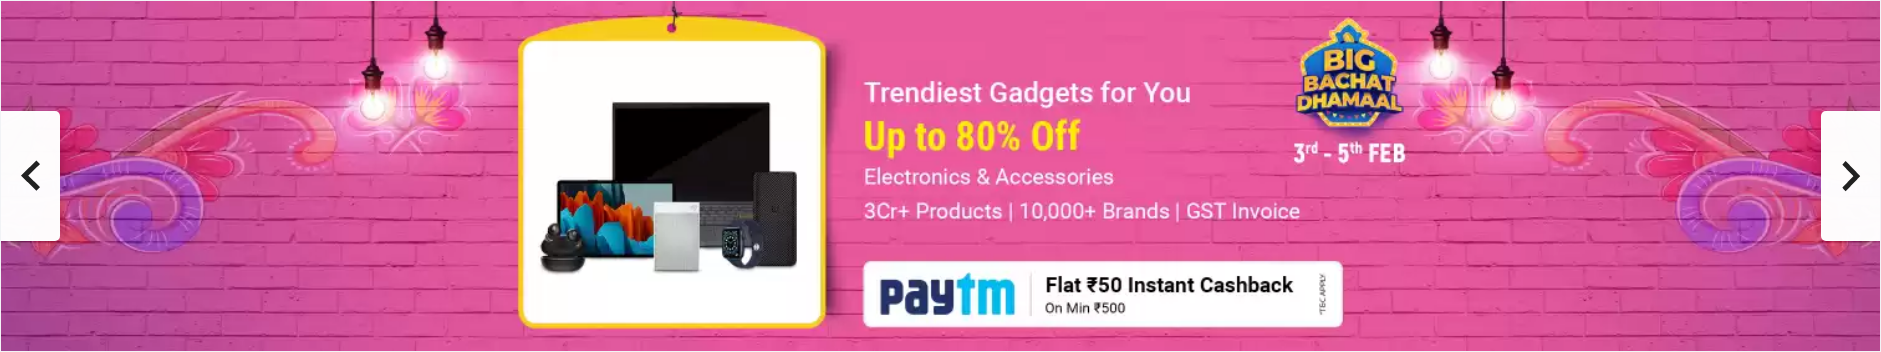 Trendiest Gadgets for You
Up to 80% Off
Electronics & Accessories
3Cr+ Products | 10,000+ Brands | GST Invoice
BIG
BACHAT
DHAMAAL
3rd - 5th FEB
paytm
Flat ₹50 Instant Cashback
On Min ₹500
*T&C APPLY